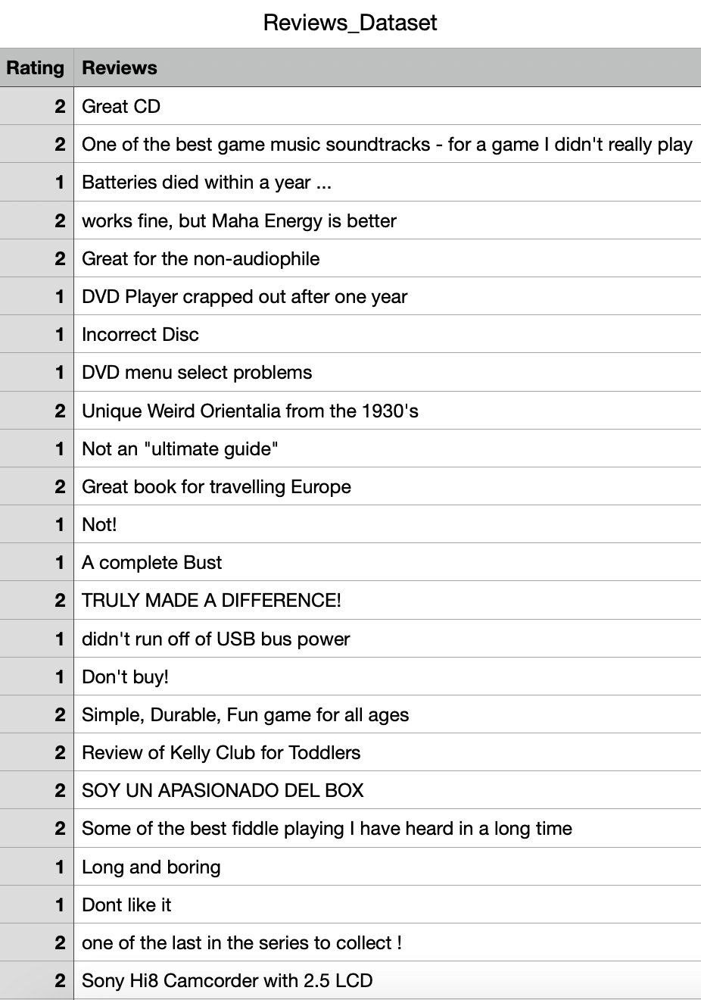 Reviews_Dataset
Rating Reviews
2 Great CD
2 One of the best game music soundtracks - for a game I didn't really play
1 Batteries died within a year ...
2 works fine, but Maha Energy is better
2 Great for the non-audiophile
1 DVD Player crapped out after one year
1 Incorrect Disc
1 DVD menu select problems
2 Unique Weird Orientalia from the 1930's
1 Not an "ultimate guide"
2 Great book for travelling Europe
1 Not!
1 A complete Bust
2 TRULY MADE A DIFFERENCE!
1 didn't run off of USB bus power
1 Don't buy!
2 Simple, Durable, Fun game for all ages
2 Review of Kelly Club for Toddlers
2 SOY UN APASIONADO DEL BOX
2 Some of the best fiddle playing I have heard in a long time
1 Long and boring
1 Dont like it
2 one of the last in the series to collect !
2 Sony Hi8 Camcorder with 2.5 LCD